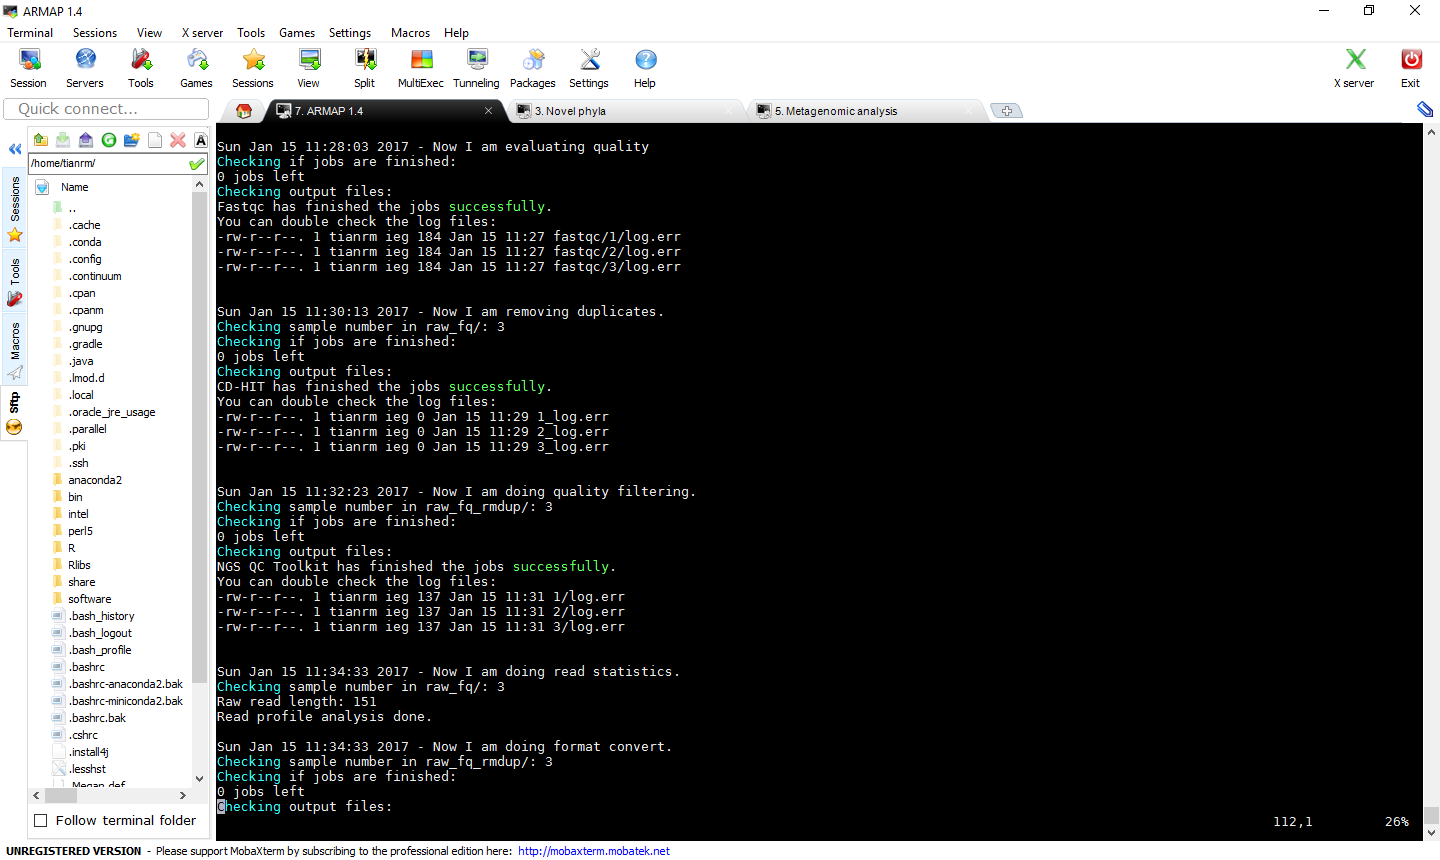 ARMAP 1.4
Terminal Sessions View X server Tools Games Settings Macros Help
Session Servers Tools Games Sessions View Split MultiExec Tunneling Packages Settings Help X server Exit
Quick connect...
7. ARMAP 1.4
3. Novel phyla
5. Metagenomic analysis
Sessions
Tools
Macros
Sftp
A
/home/tianrm/
Name
..
.cache
.conda
.config
.continuum
.cpan
.cpanm
.gnupg
.gradle
.java
.lmod.d
.local
.oracle_jre_usage
.parallel
.pki
.ssh
anaconda2
bin
intel
perl5
R
Rlibs
share
software
.bash_history
.bash_logout
.bash_profile
.bashrc
.bashrc-anaconda2.bak
.bashrc-miniconda2.bak
.bashrc.bak
.cshrc
.install4j
.lesshst
.Megan.def
Follow terminal folder
Sun Jan 15 11:28:03 2017 - Now I am evaluating quality
Checking if jobs are finished:
0 jobs left
Checking output files:
Fastqc has finished the jobs successfully.
You can double check the log files:
-rw-r--r--. 1 tianrm ieg 184 Jan 15 11:27 fastqc/1/log.err
-rw-r--r--. 1 tianrm ieg 184 Jan 15 11:27 fastqc/2/log.err
-rw-r--r--. 1 tianrm ieg 184 Jan 15 11:27 fastqc/3/log.err
Sun Jan 15 11:30:13 2017 - Now I am removing duplicates.
Checking sample number in raw_fq/: 3
Checking if jobs are finished:
0 jobs left
Checking output files:
CD-HIT has finished the jobs successfully.
You can double check the log files:
-rw-r--r--. 1 tianrm ieg 0 Jan 15 11:29 1_log.err
-rw-r--r--. 1 tianrm ieg 0 Jan 15 11:29 2_log.err
-rw-r--r--. 1 tianrm ieg 0 Jan 15 11:29 3_log.err
Sun Jan 15 11:32:23 2017 - Now I am doing quality filtering.
Checking sample number in raw_fq_rmdup/: 3
Checking if jobs are finished:
0 jobs left
Checking output files:
NGS QC Toolkit has finished the jobs successfully.
You can double check the log files:
-rw-r--r--. 1 tianrm ieg 137 Jan 15 11:31 1/log.err
-rw-r--r--. 1 tianrm ieg 137 Jan 15 11:31 2/log.err
-rw-r--r--. 1 tianrm ieg 137 Jan 15 11:31 3/log.err
Sun Jan 15 11:34:33 2017 - Now I am doing read statistics.
Checking sample number in raw_fq/: 3
Raw read length: 151
Read profile analysis done.
Sun Jan 15 11:34:33 2017 - Now I am doing format convert.
Checking sample number in raw_fq_rmdup/: 3
Checking if jobs are finished:
0 jobs left
Checking output files:
112,1 26%
UNREGISTERED VERSION - Please support MobaXterm by subscribing to the professional edition here: http://mobaxterm.mobatek.net